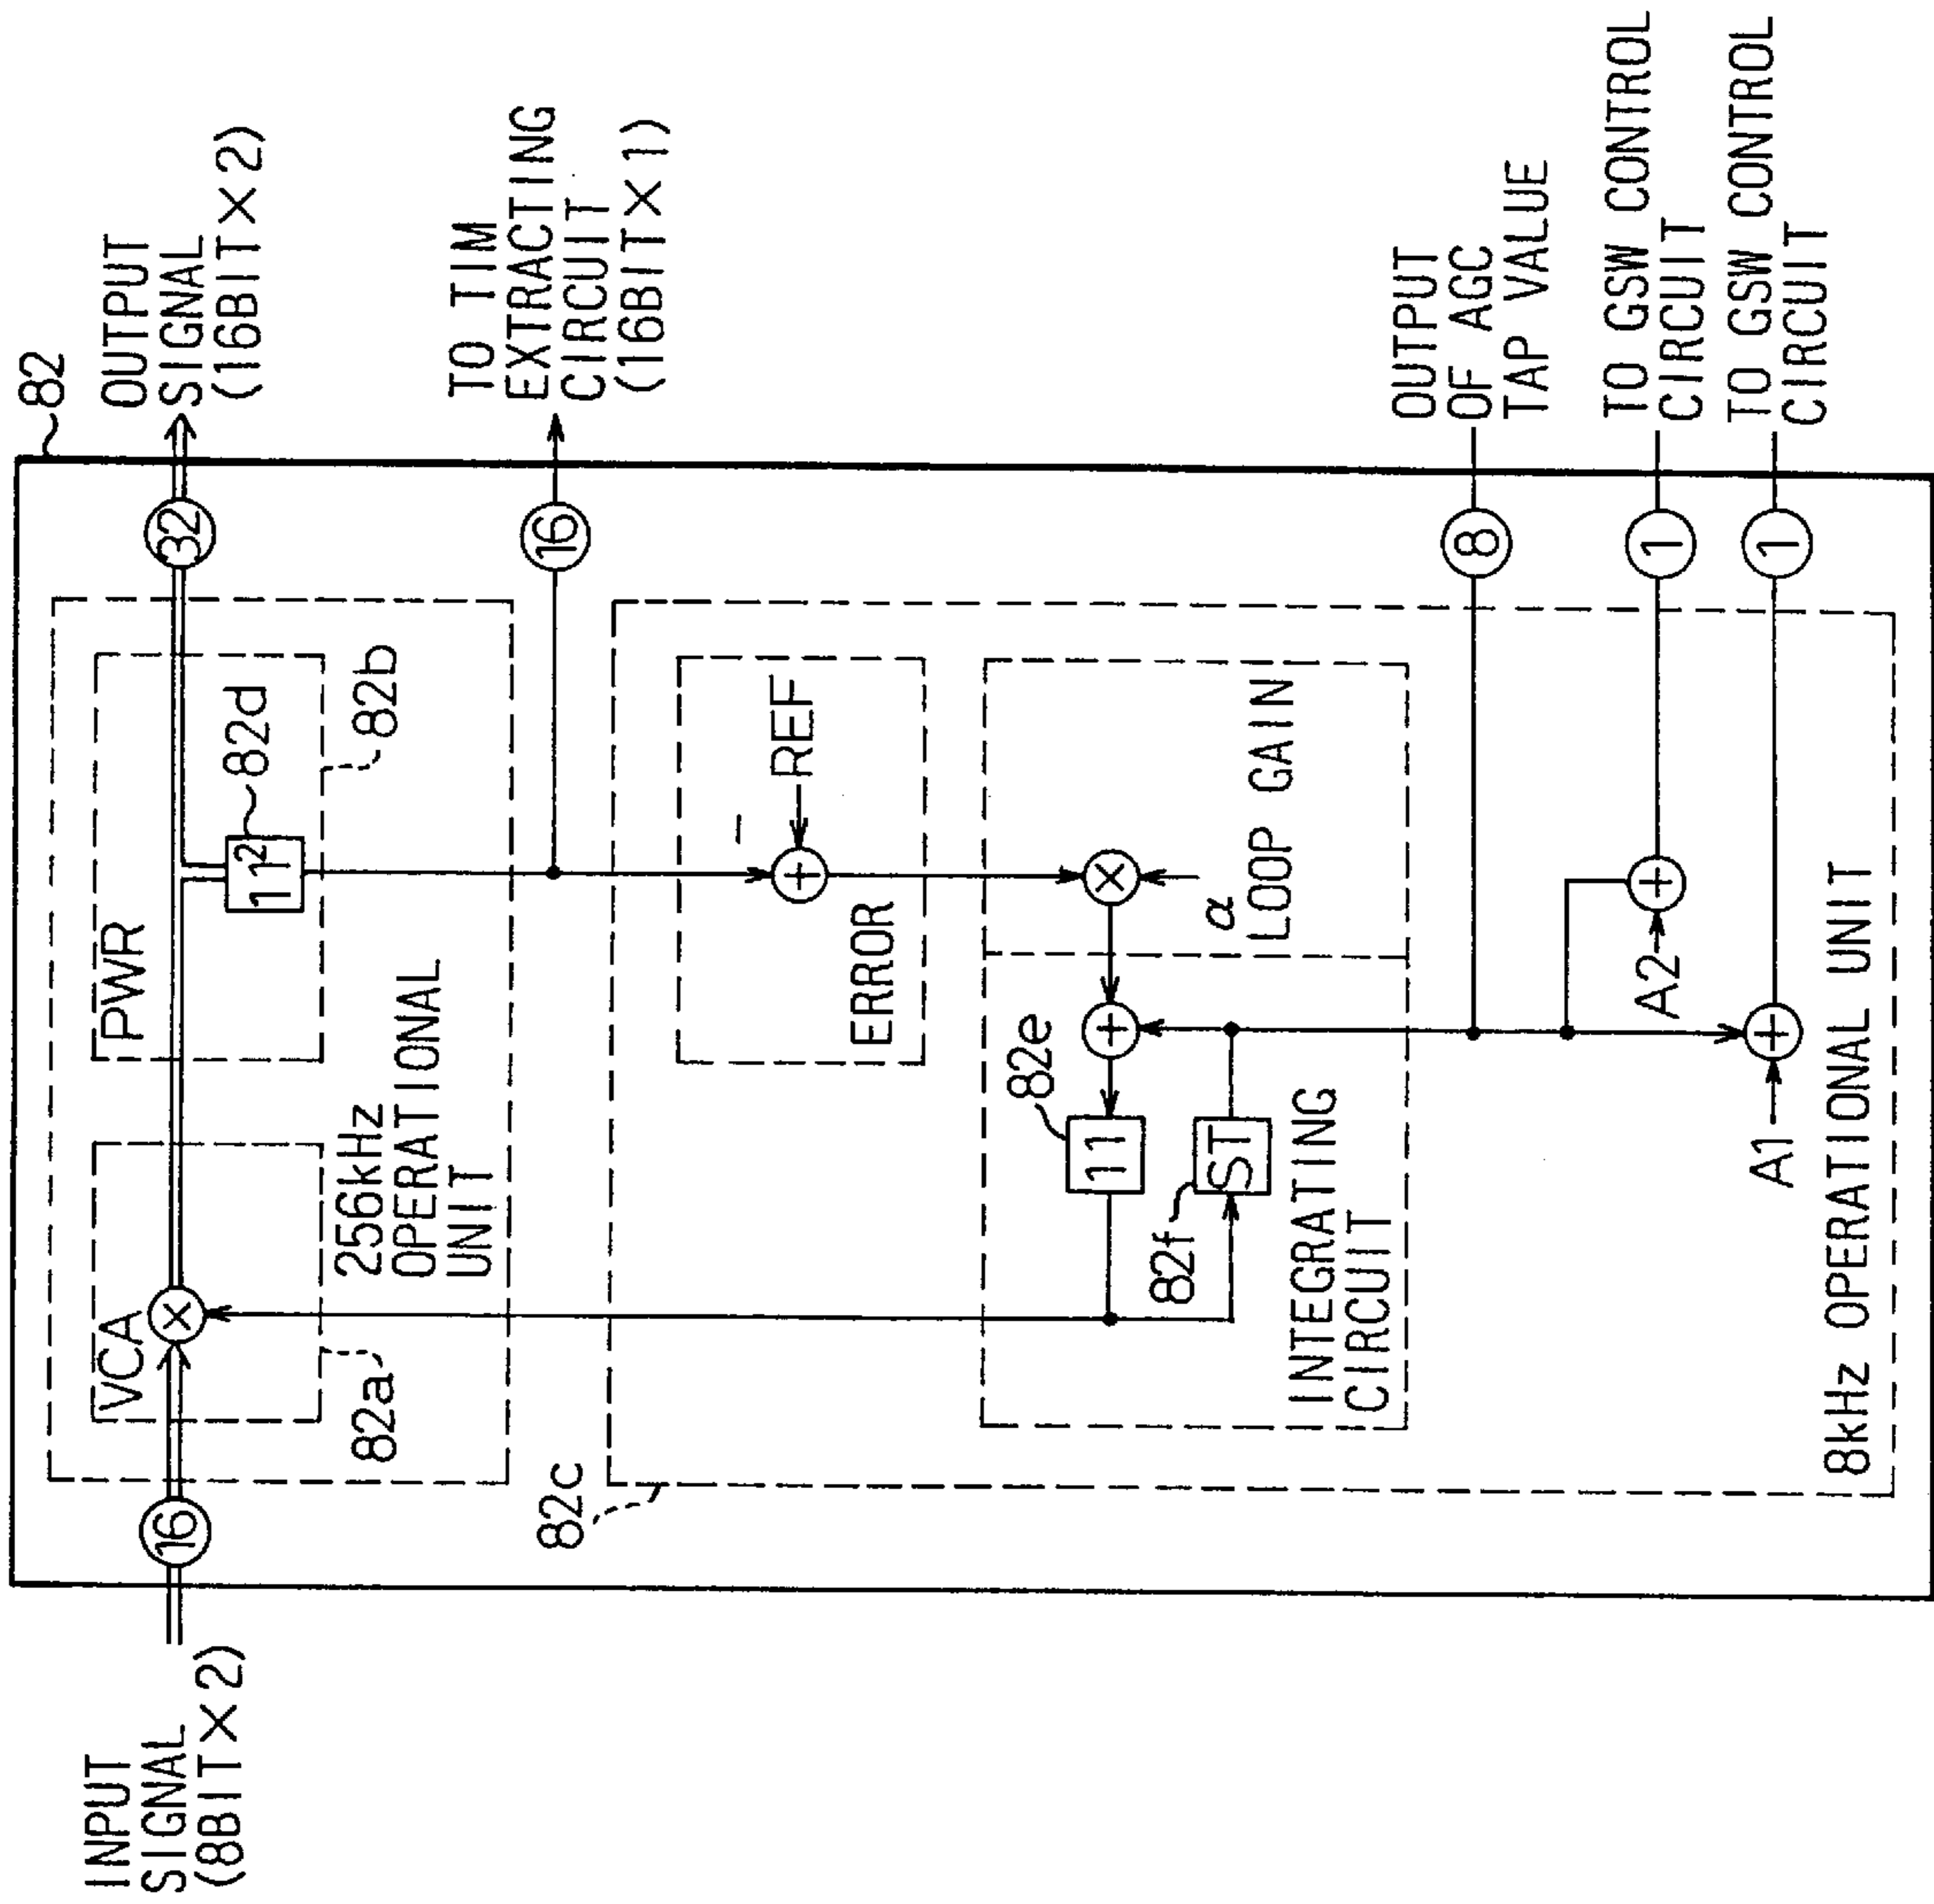 82
INPUT
SIGNAL
(8BIT×2)
16
VCA
82a
256kHz
OPERATIONAL
UNIT
PWR
11²
82d
82b
32
OUTPUT
SIGNAL
(16BIT×2)
16
TO TIM
EXTRACTING
CIRCUIT
(16BIT×1)
82c
ERROR
−
REF
82e
11
82f
ST
INTEGRATING
CIRCUIT
α
LOOP GAIN
8
OUTPUT
OF AGC
TAP VALUE
A2
1
TO GSW CONTROL
CIRCUIT
A1
1
TO GSW CONTROL
CIRCUIT
8kHz OPERATIONAL UNIT